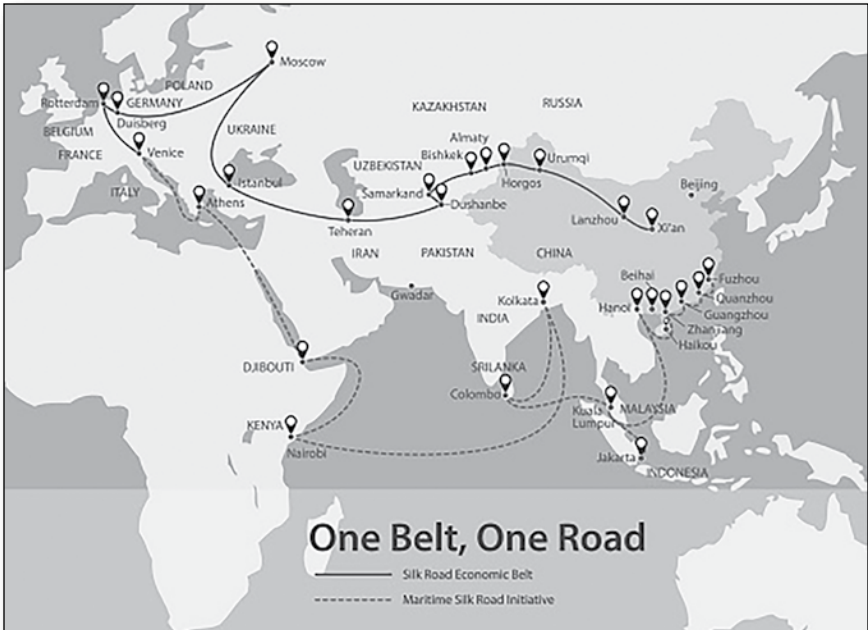 Moscow
POLAND
Rotterdam
GERMANY
Duisberg
BELGIUM
UKRAINE
FRANCE
Venice
ITALY
Istanbul
Athens
KAZAKHSTAN
RUSSIA
Almaty
Bishkek
UZBEKISTAN
Urumqi
Horgos
Samarkand
Dushanbe
Beijing
Lanzhou
Xi'an
Teheran
IRAN
PAKISTAN
CHINA
Gwadar
Beihai
Fuzhou
Kolkata
Quanzhou
Hanoi
Guangzhou
INDIA
Zhanjiang
Haikou
DJIBOUTI
SRILANKA
Colombo
Kuala
Lumpur
MALAYSIA
KENYA
Nairobi
Jakarta
INDONESIA
One Belt, One Road
Silk Road Economic Belt
Maritime Silk Road Initiative